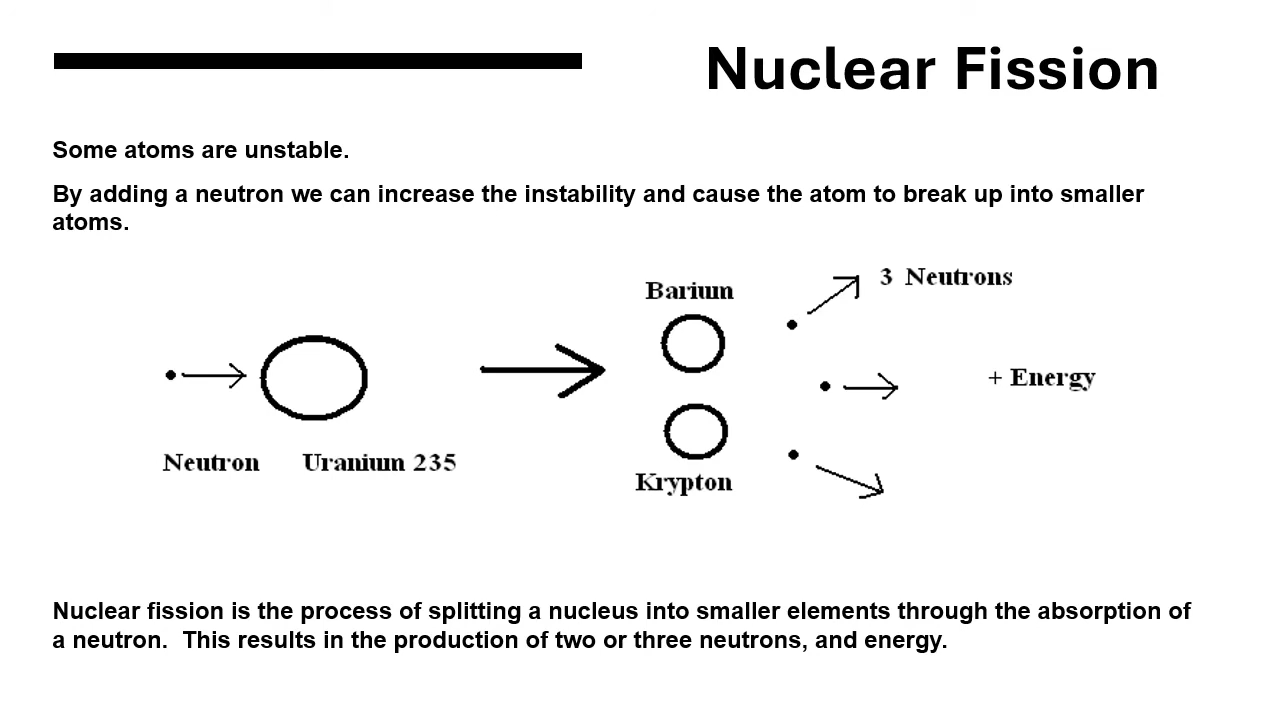 Nuclear Fission
Some atoms are unstable.
By adding a neutron we can increase the instability and cause the atom to break up into smaller
atoms.
3 Neutrons
Barium
+ Energy
Neutron
Uranium 235
Krypton
Nuclear fission is the process of splitting a nucleus into smaller elements through the absorption of
a neutron.  This results in the production of two or three neutrons, and energy.